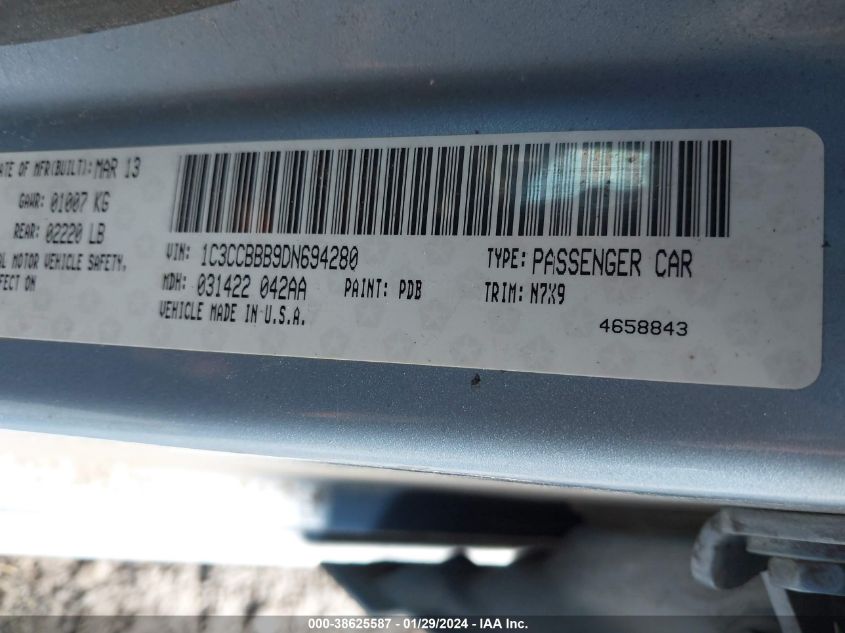 ATE OF MFR(BUILT): MAR 13
GAWR: 01007 KG
REAR: 02220 LB
AL MOTOR VEHICLE SAFETY,
FECT ON
VIN: 1C3CCBBB9DN694280
TYPE: PASSENGER CAR
MDH: 031422 042AA
PAINT: PDB
TRIM: N7X9
VEHICLE MADE IN U.S.A.
4658843
000-38625587 - 01/29/2024 - IAA Inc.